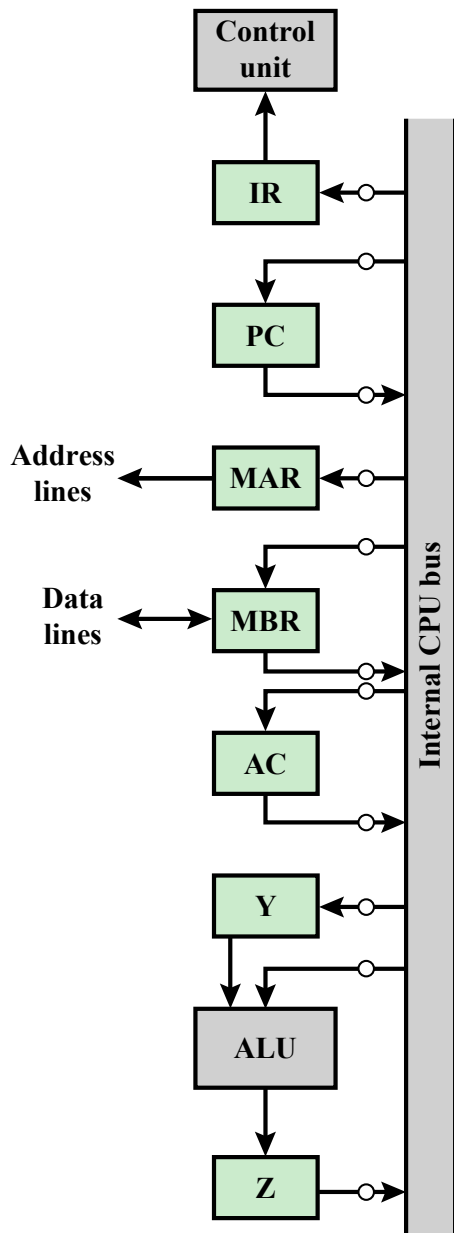 Control
unit
IR
PC
Address
lines
MAR
Data
lines
MBR
AC
Internal CPU bus
Y
ALU
Z